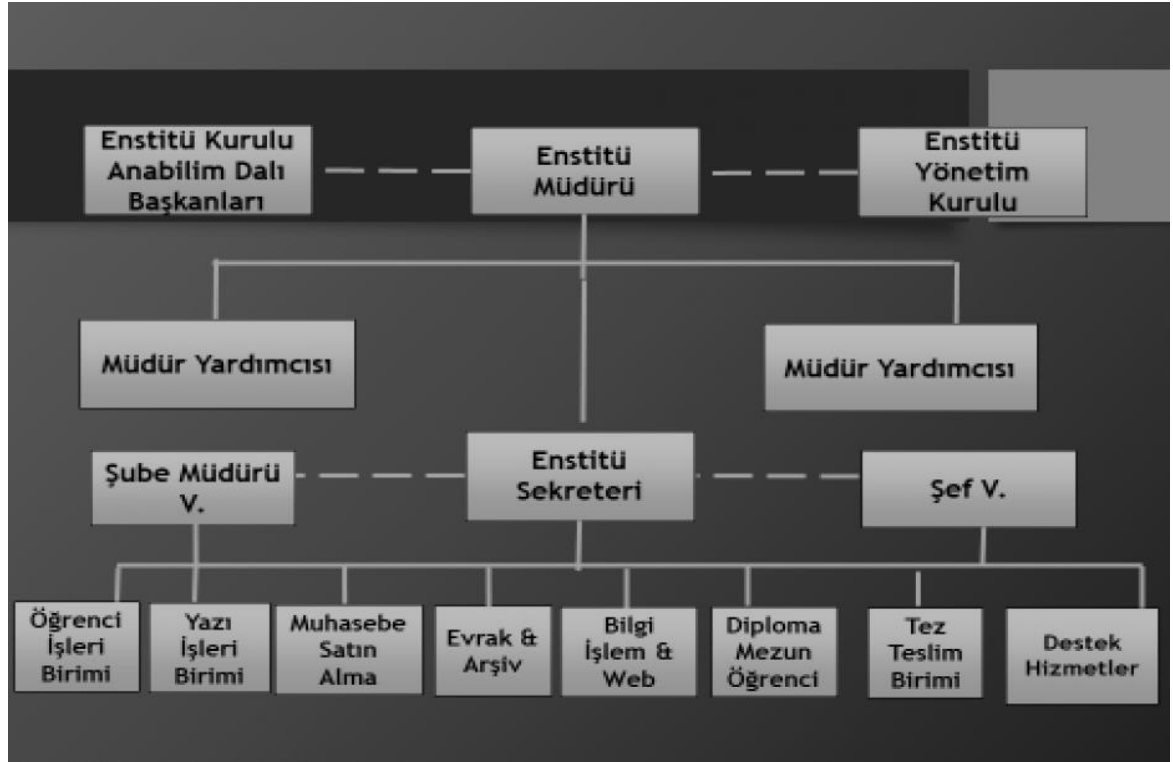 Enstitü Kurulu
Anabilim Dalı
Başkanları
Enstitü
Müdürü
Enstitü
Yönetim
Kurulu
Müdür Yardımcısı
Müdür Yardımcısı
Şube Müdürü
V.
Enstitü
Sekreteri
Şef V.
Öğrenci
İşleri
Birimi
Yazı
İşleri
Birimi
Muhasebe
Satın
Alma
Evrak &
Arşiv
Bilgi
İşlem &
Web
Diploma
Mezun
Öğrenci
Tez
Teslim
Birimi
Destek
Hizmetler